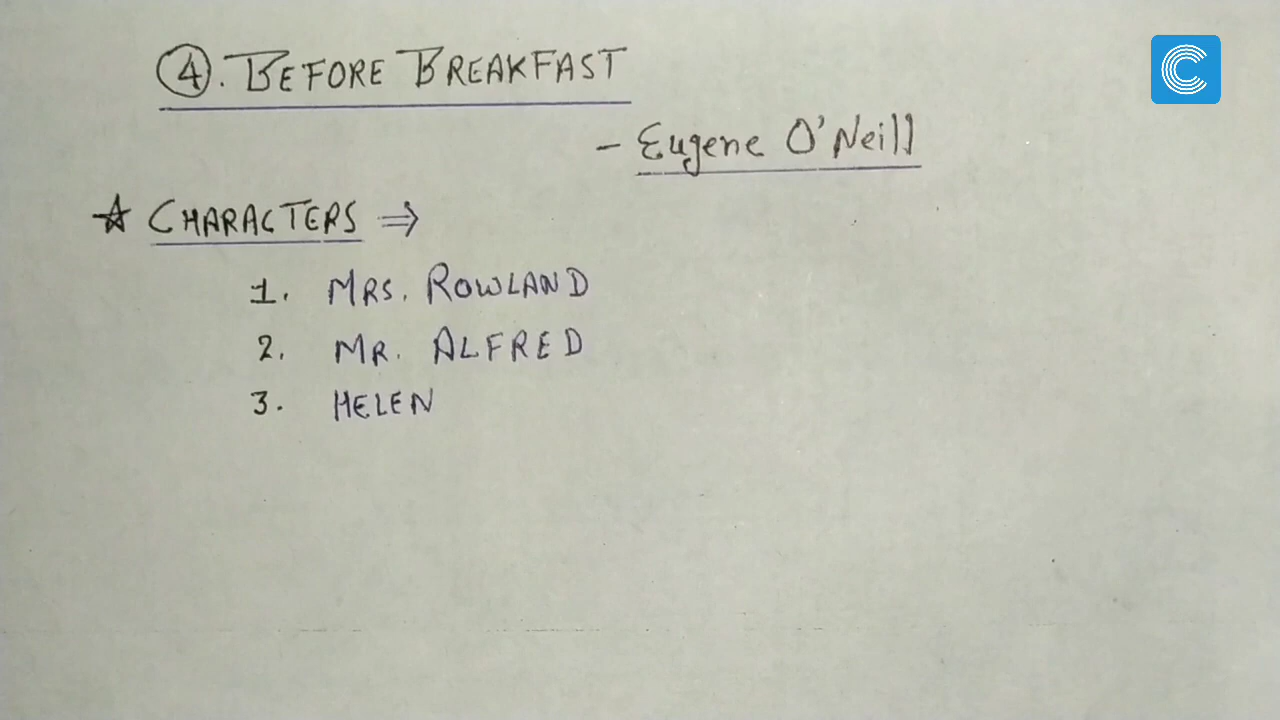 4. BEFORE BREAKFAST
- Eugene O'Neill
☆ CHARACTERS ⇒
1. MRS. ROWLAND
2. MR. ALFRED
3. HELEN